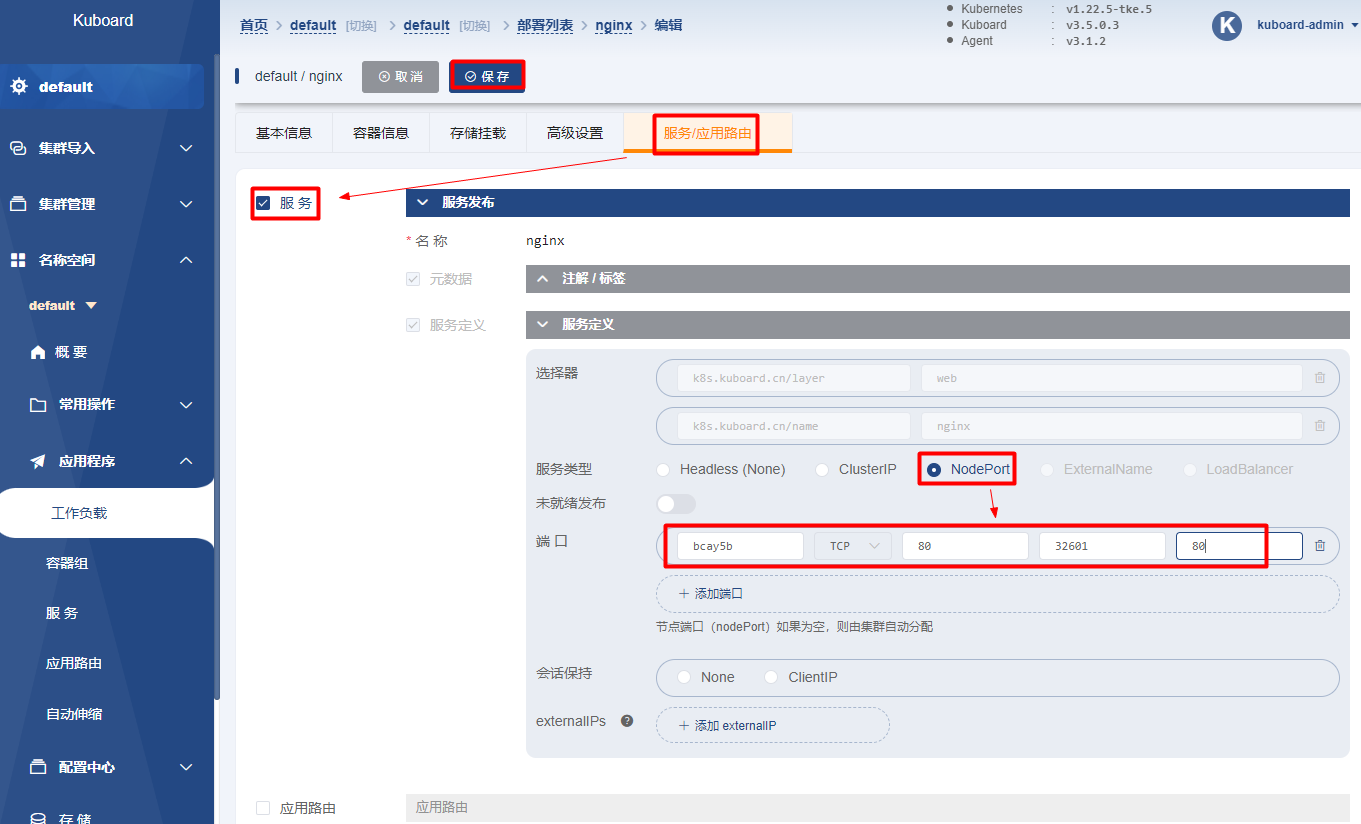 Kuboard
default
集群导入
集群管理
名称空间
default
概 要
常用操作
应用程序
工作负载
容器组
服 务
应用路由
自动伸缩
配置中心
存 储
首页 > default [切换] > default [切换] > 部署列表 > nginx > 编辑
Kubernetes : v1.22.5-tke.5
Kuboard : v3.5.0.3
Agent : v3.1.2
K kuboard-admin
default / nginx 取 消 保 存
基本信息 容器信息 存储挂载 高级设置 服务/应用路由
服 务 服务发布
* 名 称 nginx
元数据 注解 / 标签
服务定义 服务定义
选择器 k8s.kuboard.cn/layer web
k8s.kuboard.cn/name nginx
服务类型 Headless (None) ClusterIP NodePort ExternalName LoadBalancer
未就绪发布
端 口 bcay5b TCP 80 32601 80
+ 添加端口
节点端口（nodePort）如果为空，则由集群自动分配
会话保持 None ClientIP
externalIPs ? + 添加 externalIP
应用路由 应用路由